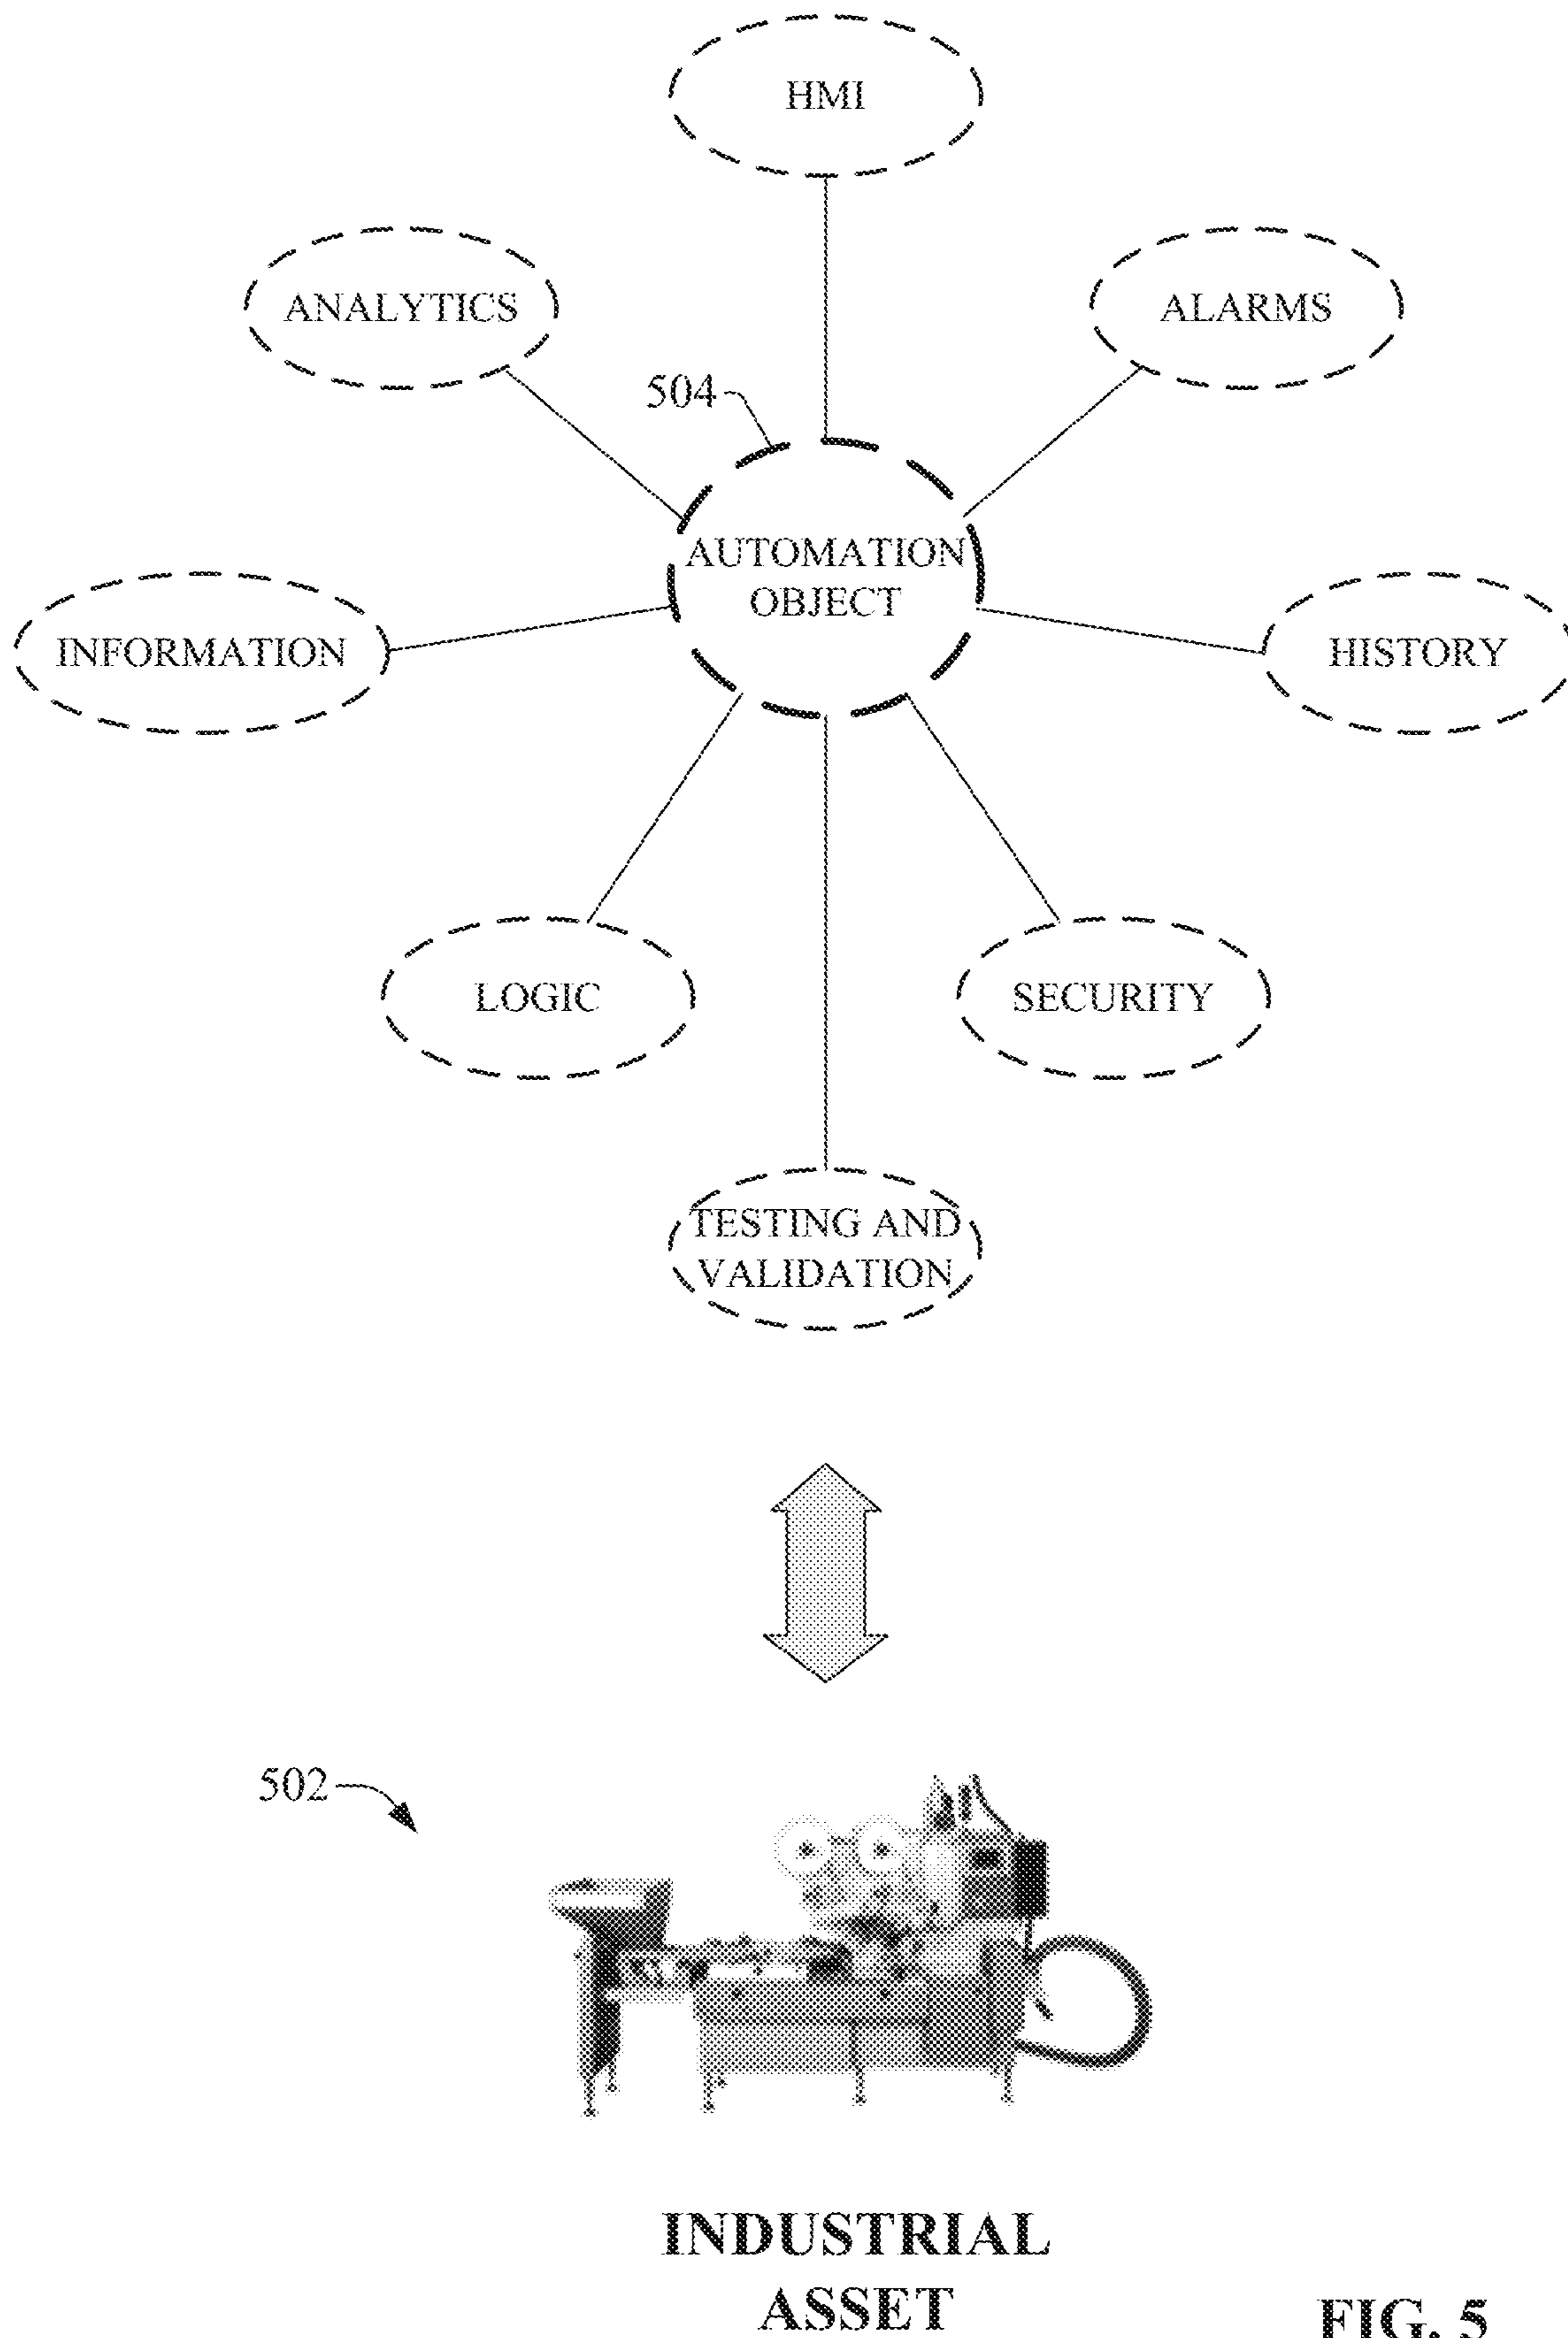 HMI
ANALYTICS
ALARMS
504
AUTOMATION
OBJECT
INFORMATION
HISTORY
LOGIC
SECURITY
TESTING AND
VALIDATION
502
INDUSTRIAL
ASSET
FIG. 5